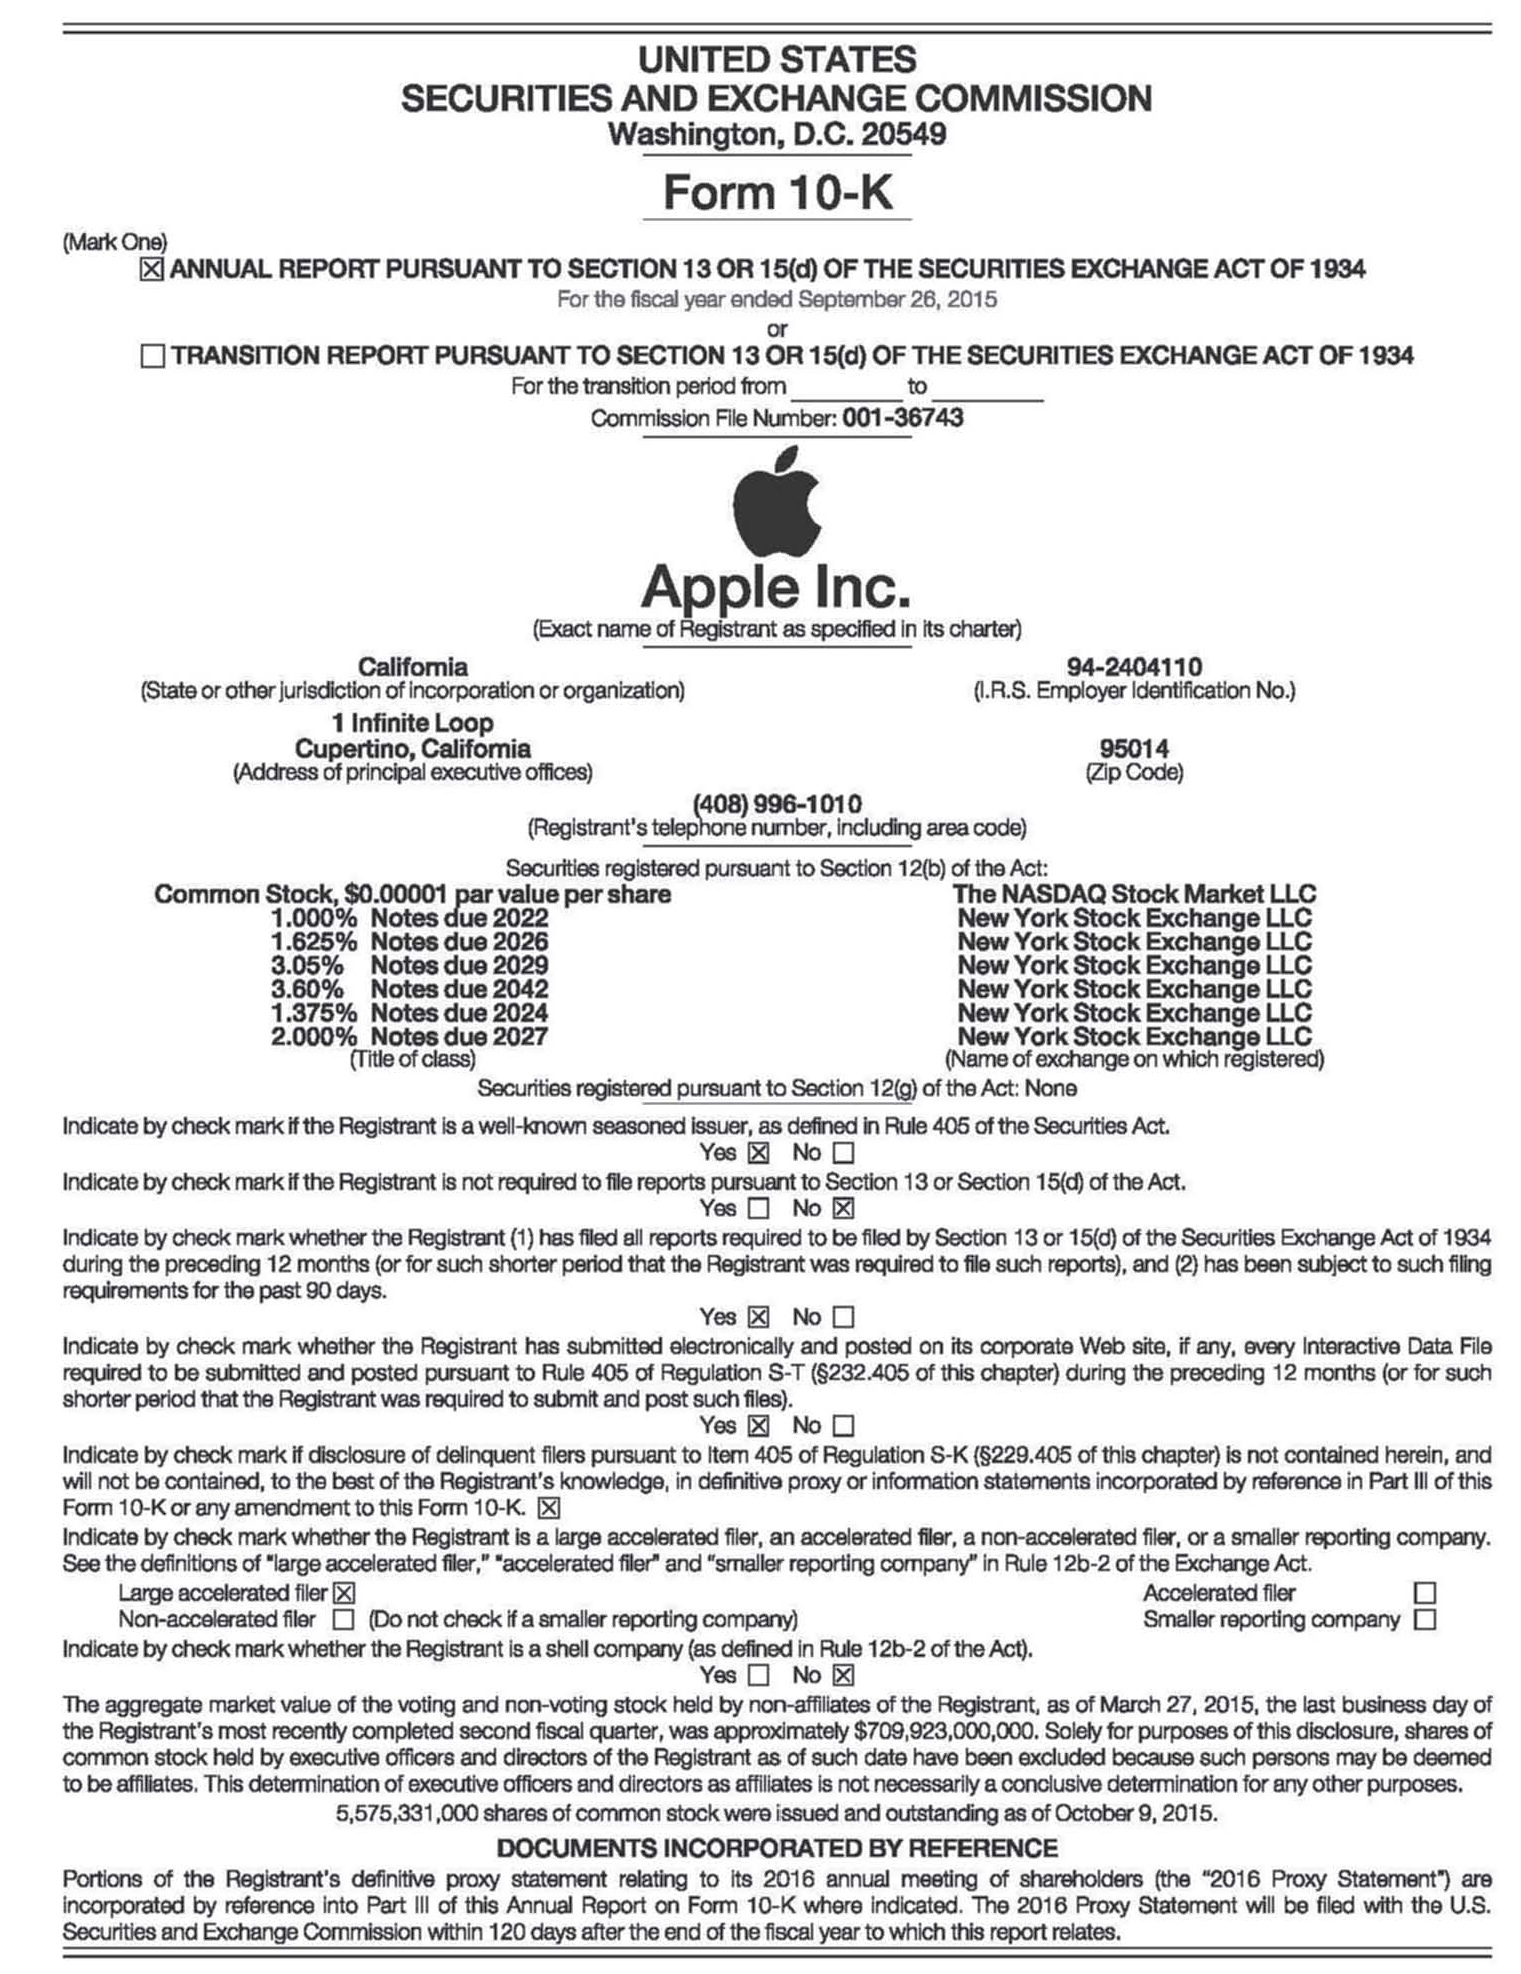 UNITED STATES
SECURITIES AND EXCHANGE COMMISSION
Washington, D.C. 20549
Form 10-K
(Mark One)
☒ ANNUAL REPORT PURSUANT TO SECTION 13 OR 15(d) OF THE SECURITIES EXCHANGE ACT OF 1934
For the fiscal year ended September 26, 2015
or
☐ TRANSITION REPORT PURSUANT TO SECTION 13 OR 15(d) OF THE SECURITIES EXCHANGE ACT OF 1934
For the transition period from ________ to ________
Commission File Number: 001-36743
Apple Inc.
(Exact name of Registrant as specified in its charter)
California 94-2404110
(State or other jurisdiction of incorporation or organization) (I.R.S. Employer Identification No.)
1 Infinite Loop
Cupertino, California 95014
(Address of principal executive offices) (Zip Code)
(408) 996-1010
(Registrant's telephone number, including area code)
Securities registered pursuant to Section 12(b) of the Act:
Common Stock, $0.00001 par value per share The NASDAQ Stock Market LLC
1.000% Notes due 2022 New York Stock Exchange LLC
1.625% Notes due 2026 New York Stock Exchange LLC
3.05% Notes due 2029 New York Stock Exchange LLC
3.60% Notes due 2042 New York Stock Exchange LLC
1.375% Notes due 2024 New York Stock Exchange LLC
2.000% Notes due 2027 New York Stock Exchange LLC
(Title of class) (Name of exchange on which registered)
Securities registered pursuant to Section 12(g) of the Act: None
Indicate by check mark if the Registrant is a well-known seasoned issuer, as defined in Rule 405 of the Securities Act.
Yes ☒ No ☐
Indicate by check mark if the Registrant is not required to file reports pursuant to Section 13 or Section 15(d) of the Act.
Yes ☐ No ☒
Indicate by check mark whether the Registrant (1) has filed all reports required to be filed by Section 13 or 15(d) of the Securities Exchange Act of 1934
during the preceding 12 months (or for such shorter period that the Registrant was required to file such reports), and (2) has been subject to such filing
requirements for the past 90 days.
Yes ☒ No ☐
Indicate by check mark whether the Registrant has submitted electronically and posted on its corporate Web site, if any, every Interactive Data File
required to be submitted and posted pursuant to Rule 405 of Regulation S-T (§232.405 of this chapter) during the preceding 12 months (or for such
shorter period that the Registrant was required to submit and post such files).
Yes ☒ No ☐
Indicate by check mark if disclosure of delinquent filers pursuant to Item 405 of Regulation S-K (§229.405 of this chapter) is not contained herein, and
will not be contained, to the best of the Registrant's knowledge, in definitive proxy or information statements incorporated by reference in Part III of this
Form 10-K or any amendment to this Form 10-K. ☒
Indicate by check mark whether the Registrant is a large accelerated filer, an accelerated filer, a non-accelerated filer, or a smaller reporting company.
See the definitions of "large accelerated filer," "accelerated filer" and "smaller reporting company" in Rule 12b-2 of the Exchange Act.
Large accelerated filer ☒ Accelerated filer ☐
Non-accelerated filer ☐ (Do not check if a smaller reporting company) Smaller reporting company ☐
Indicate by check mark whether the Registrant is a shell company (as defined in Rule 12b-2 of the Act).
Yes ☐ No ☒
The aggregate market value of the voting and non-voting stock held by non-affiliates of the Registrant, as of March 27, 2015, the last business day of
the Registrant's most recently completed second fiscal quarter, was approximately $709,923,000,000. Solely for purposes of this disclosure, shares of
common stock held by executive officers and directors of the Registrant as of such date have been excluded because such persons may be deemed
to be affiliates. This determination of executive officers and directors as affiliates is not necessarily a conclusive determination for any other purposes.
5,575,331,000 shares of common stock were issued and outstanding as of October 9, 2015.
DOCUMENTS INCORPORATED BY REFERENCE
Portions of the Registrant's definitive proxy statement relating to its 2016 annual meeting of shareholders (the "2016 Proxy Statement") are
incorporated by reference into Part III of this Annual Report on Form 10-K where indicated. The 2016 Proxy Statement will be filed with the U.S.
Securities and Exchange Commission within 120 days after the end of the fiscal year to which this report relates.